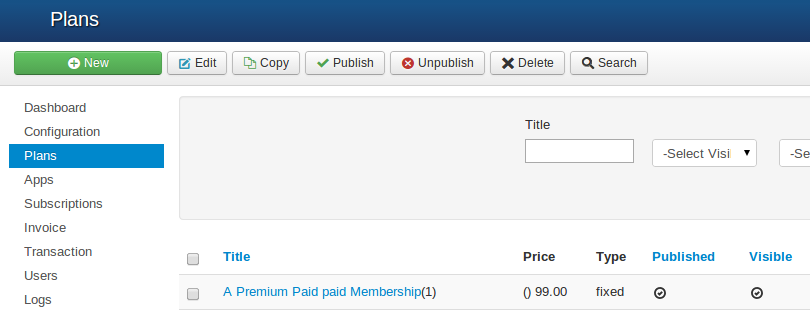 Plans
New Edit Copy Publish Unpublish Delete Search
Dashboard
Configuration
Plans
Apps
Subscriptions
Invoice
Transaction
Users
Logs
Title
-Select Visi -Se
Title Price Type Published Visible
A Premium Paid paid Membership(1) () 99.00 fixed